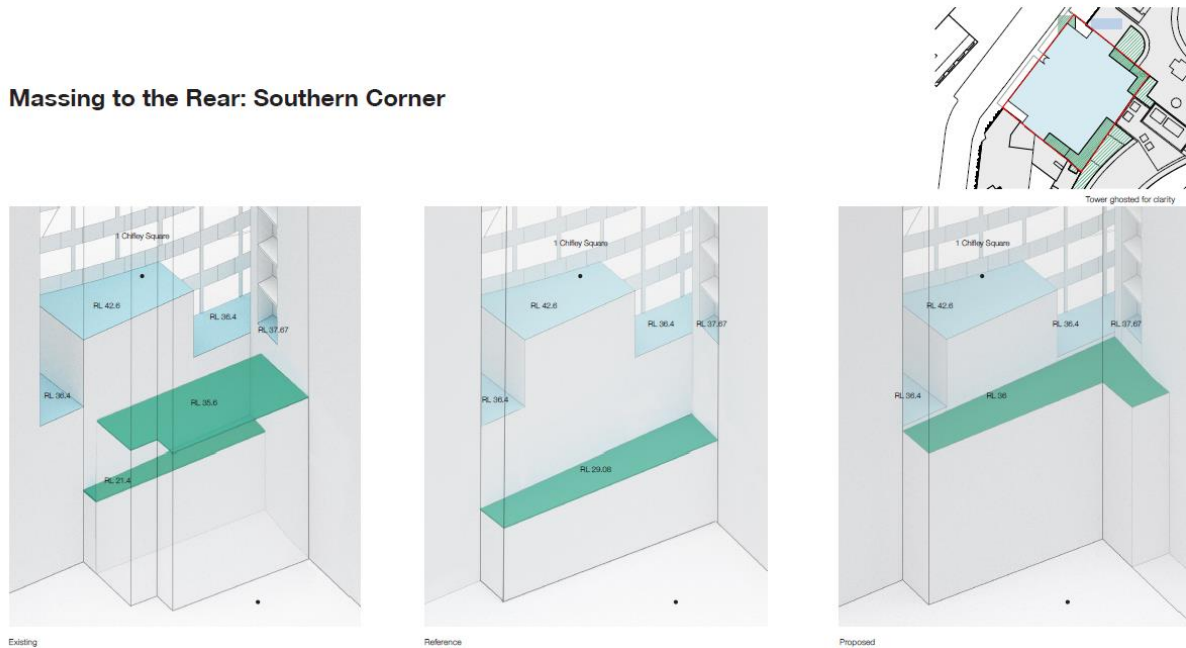 Massing to the Rear: Southern Corner
Tower ghosted for clarity
1 Chifley Square
RL 42.6
RL 36.4
RL 37.67
RL 36.4
RL 35.6
RL 21.4
Existing
1 Chifley Square
RL 42.6
RL 36.4
RL 37.67
RL 36.4
RL 29.08
Reference
1 Chifley Square
RL 42.6
RL 36.4
RL 37.67
RL 36.4
RL 36
Proposed